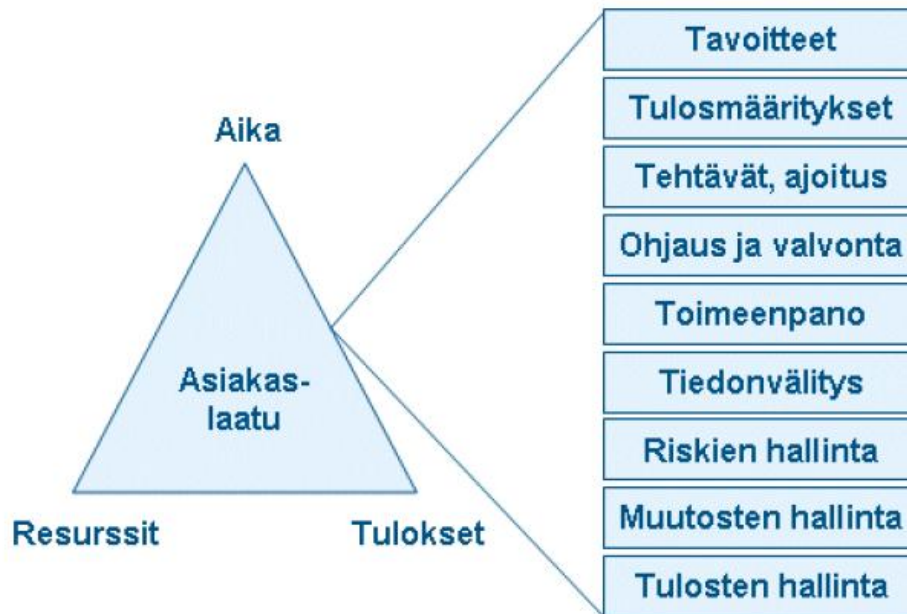 Aika
Asiakas-
laatu
Resurssit
Tulokset
Tavoitteet
Tulosmääritykset
Tehtävät, ajoitus
Ohjaus ja valvonta
Toimeenpano
Tiedonvälitys
Riskien hallinta
Muutosten hallinta
Tulosten hallinta